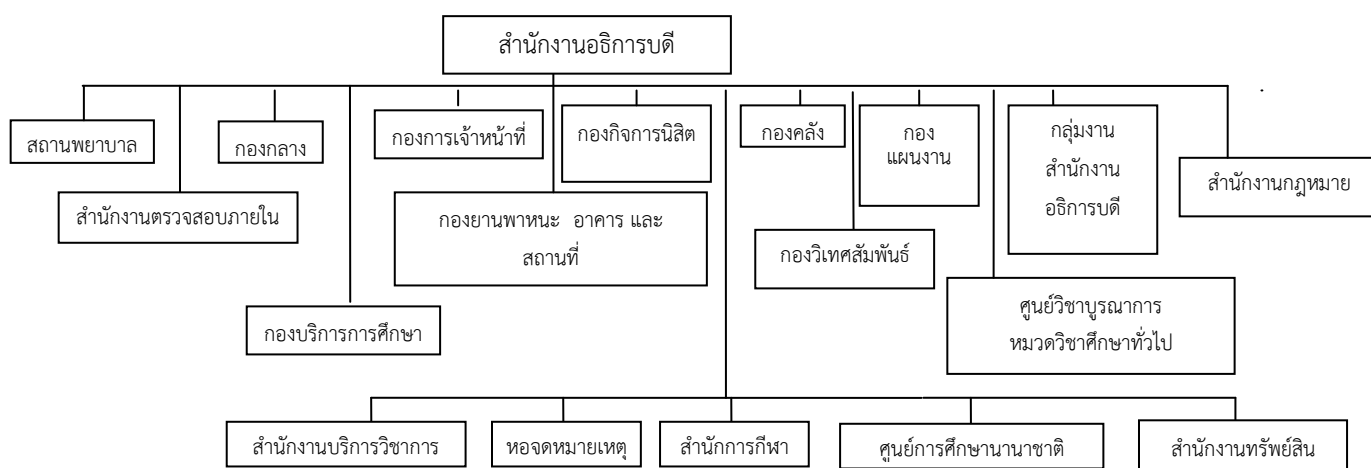 สำนักงานอธิการบดี
สถานพยาบาล
กองกลาง
กองการเจ้าหน้าที่
กองกิจการนิสิต
กองคลัง
กอง
แผนงาน
กลุ่มงาน
สำนักงาน
อธิการบดี
สำนักงานกฎหมาย
สำนักงานตรวจสอบภายใน
กองยานพาหนะ อาคาร และ
สถานที่
กองวิเทศสัมพันธ์
กองบริการการศึกษา
ศูนย์วิชาบูรณาการ
หมวดวิชาศึกษาทั่วไป
สำนักงานบริการวิชาการ
หอจดหมายเหตุ
สำนักการกีฬา
ศูนย์การศึกษานานาชาติ
สำนักงานทรัพย์สิน